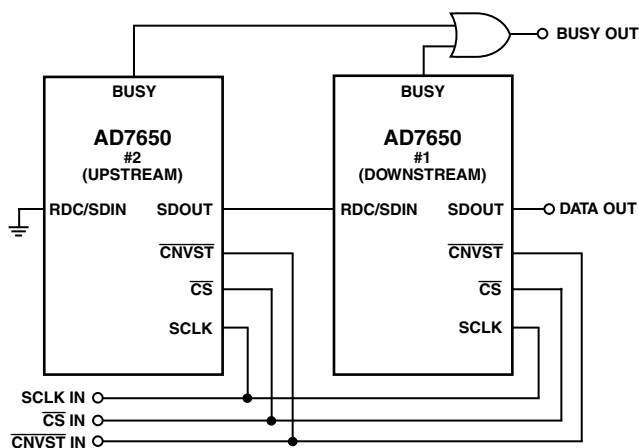 BUSY OUT
BUSY
AD7650
#2
(UPSTREAM)
RDC/SDIN SDOUT
CNVST
CS
SCLK
BUSY
AD7650
#1
(DOWNSTREAM)
RDC/SDIN SDOUT
CNVST
CS
SCLK
DATA OUT
SCLK IN
CS IN
CNVST IN